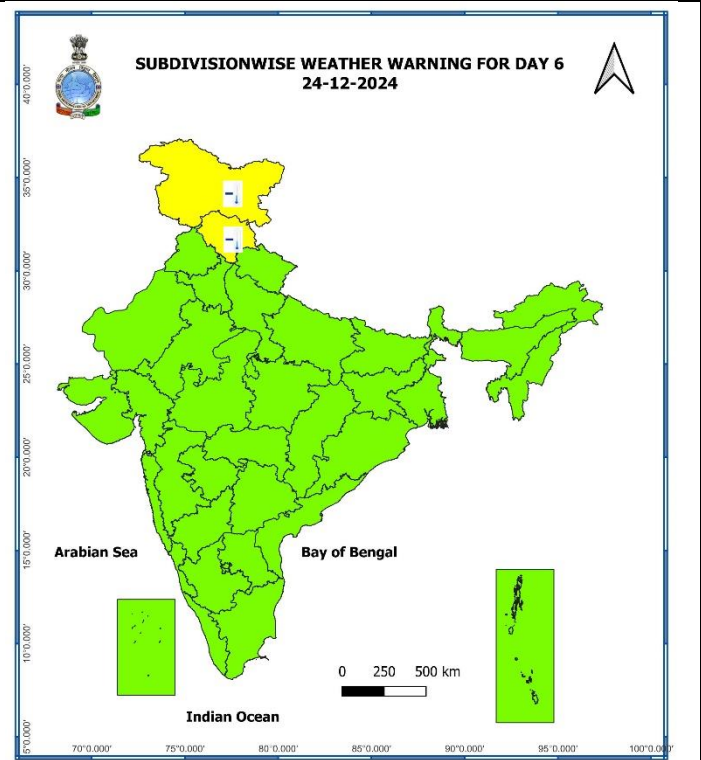 SUBDIVISIONWISE WEATHER WARNING FOR DAY 6
24-12-2024
40°0.000'
35°0.000'
30°0.000'
25°0.000'
20°0.000'
15°0.000'
10°0.000'
5°0.000'
Arabian Sea
Bay of Bengal
0 250 500 km
Indian Ocean
70°0.000' 75°0.000' 80°0.000' 85°0.000' 90°0.000' 95°0.000' 100°0.000'